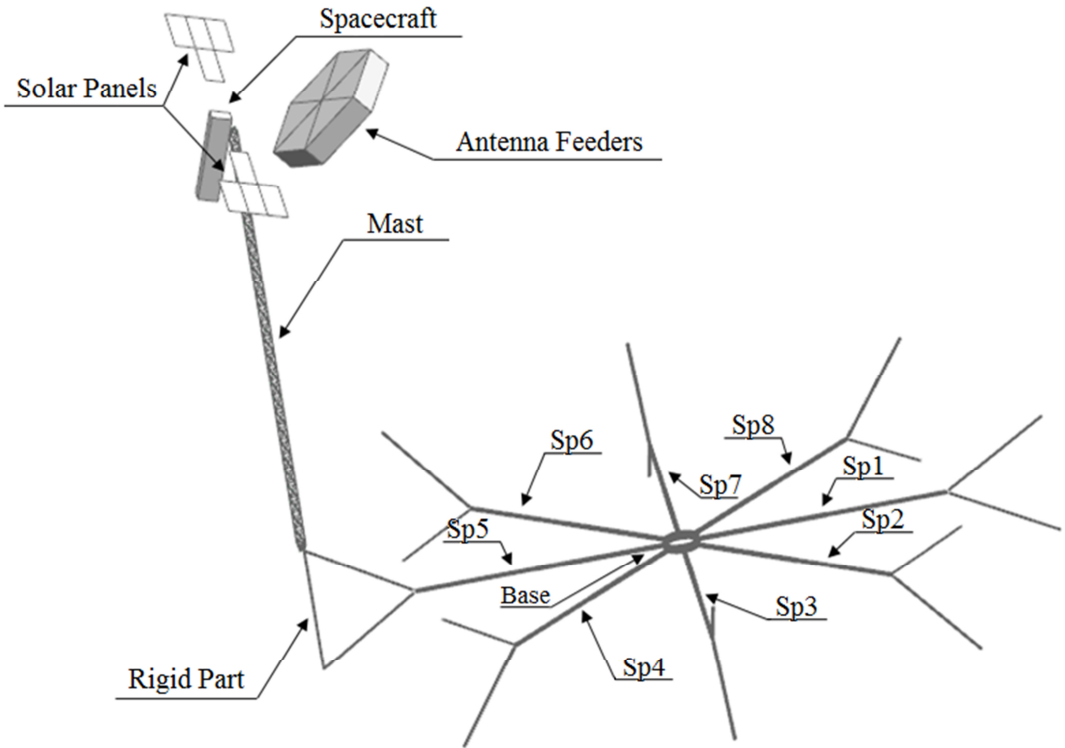 Spacecraft
Solar Panels
Antenna Feeders
Mast
Sp8
Sp6
Sp1
Sp7
Sp2
Sp5
Base
Sp3
Sp4
Rigid Part